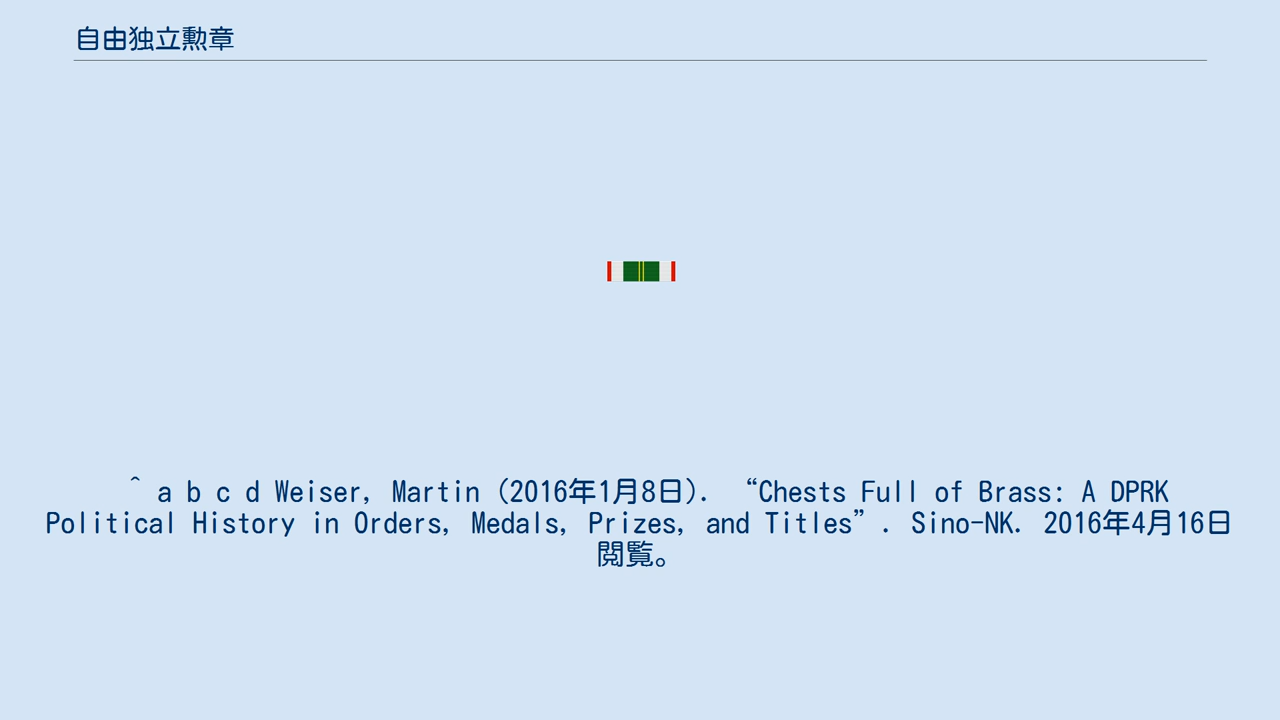 自由独立勲章
^ a b c d Weiser, Martin (2016年1月8日). “Chests Full of Brass: A DPRK
Political History in Orders, Medals, Prizes, and Titles”. Sino-NK. 2016年4月16日
閲覧。